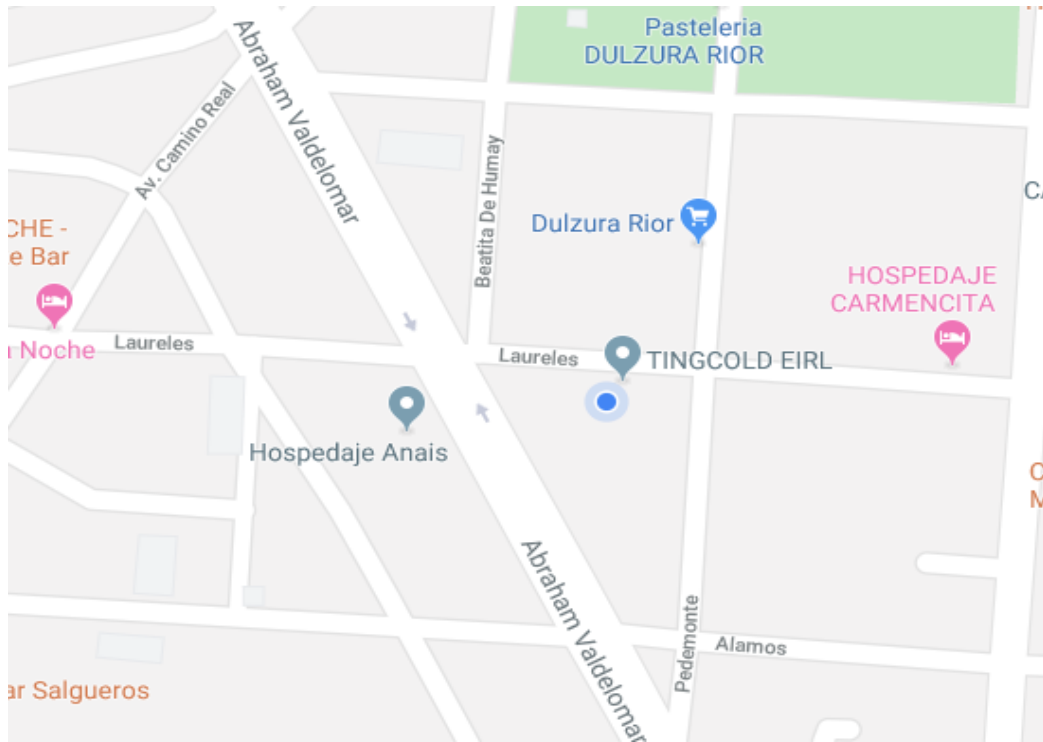 Pasteleria
DULZURA RIOR
Abraham Valdelomar
Av. Camino Real
Beatita De Humay
CHE -
e Bar
Dulzura Rior
HOSPEDAJE
CARMENCITA
Noche
Laureles
Laureles
TINGCOLD EIRL
Hospedaje Anais
Abraham Valdelomar
Pedemonte
Alamos
ar Salgueros